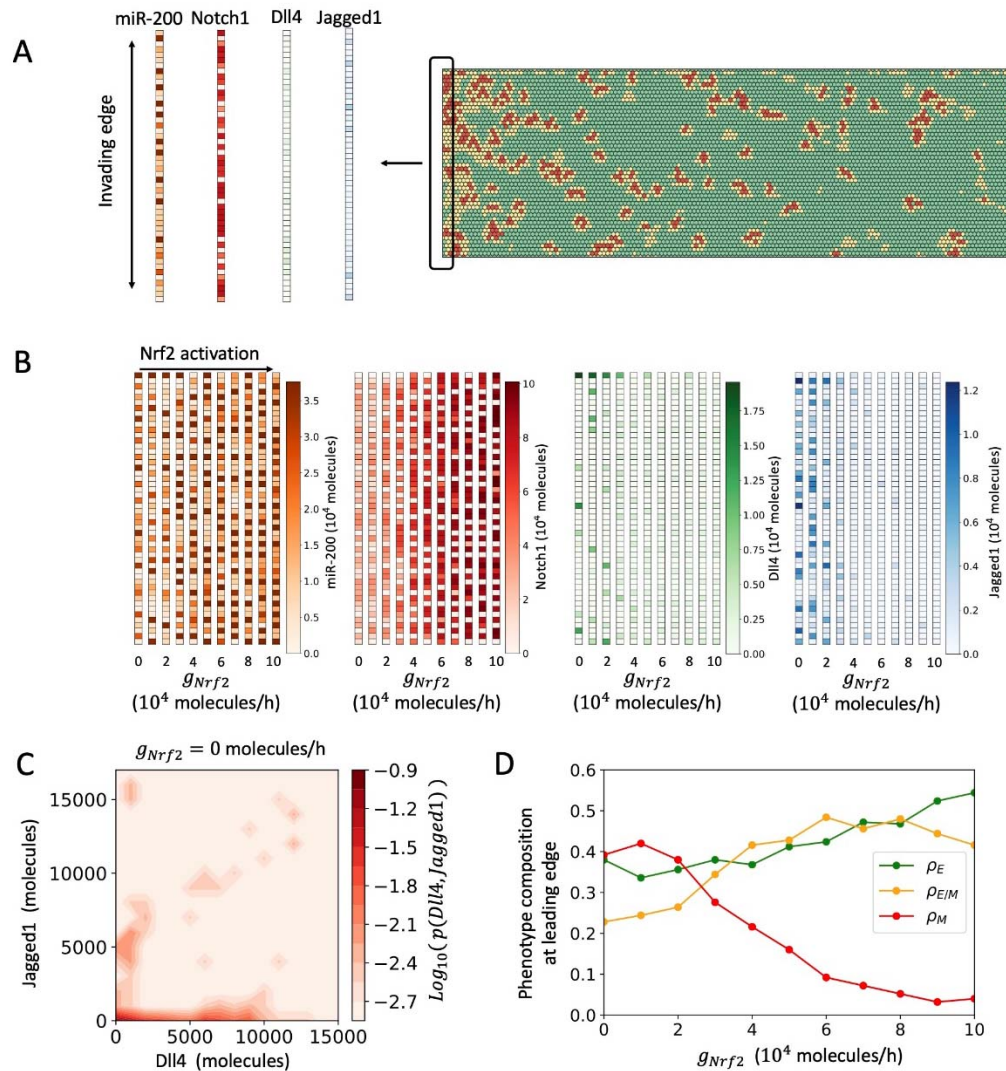 A
miR-200 Notch1 Dll4 Jagged1
Invading edge
B
Nrf2 activation
3.5
3.0
2.5
2.0
1.5
1.0
0.5
0.0
miR-200 (10⁴ molecules)
0 2 4 6 8 10
g_Nrf2
(10⁴ molecules/h)
10
8
6
4
2
0
Notch1 (10⁴ molecules)
0 2 4 6 8 10
g_Nrf2
(10⁴ molecules/h)
1.75
1.50
1.25
1.00
0.75
0.50
0.25
0.00
Dll4 (10⁴ molecules)
0 2 4 6 8 10
g_Nrf2
(10⁴ molecules/h)
1.2
1.0
0.8
0.6
0.4
0.2
0.0
Jagged1 (10⁴ molecules)
0 2 4 6 8 10
g_Nrf2
(10⁴ molecules/h)
C
g_Nrf2 = 0 molecules/h
15000
10000
5000
0
Jagged1 (molecules)
0 5000 10000 15000
Dll4 (molecules)
−0.9
−1.2
−1.5
−1.8
−2.1
−2.4
−2.7
Log₁₀( p(Dll4, Jagged1) )
D
0.6
0.5
0.4
0.3
0.2
0.1
0.0
Phenotype composition
at leading edge
ρ_E
ρ_E/M
ρ_M
0 2 4 6 8 10
g_Nrf2 (10⁴ molecules/h)